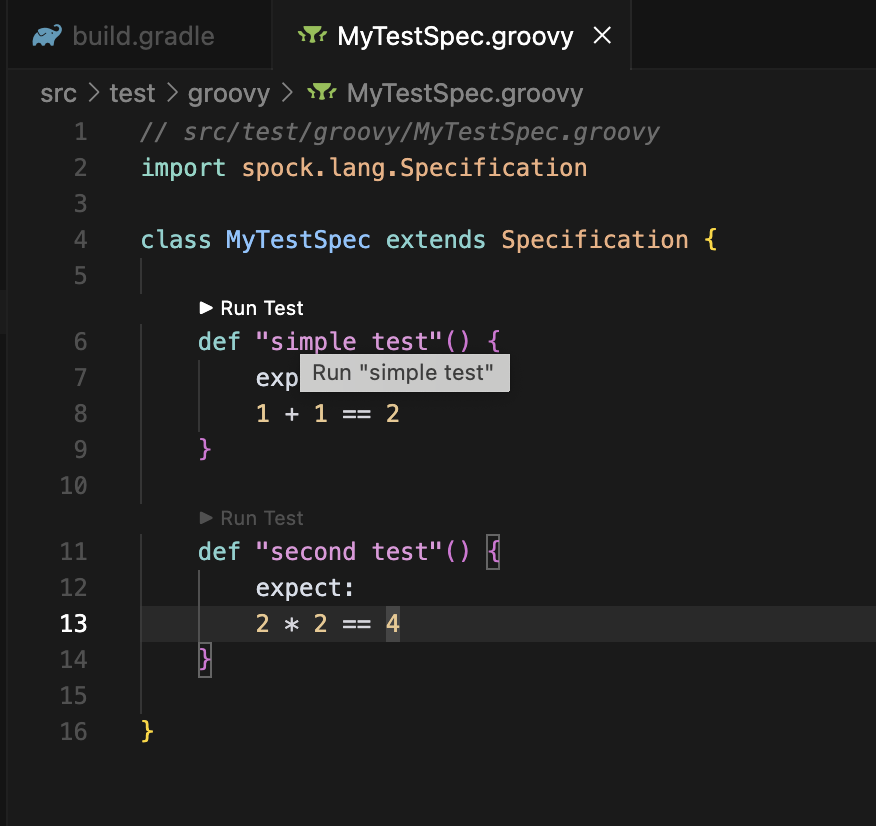 build.gradle MyTestSpec.groovy
src > test > groovy > MyTestSpec.groovy
1 // src/test/groovy/MyTestSpec.groovy
2 import spock.lang.Specification
3
4 class MyTestSpec extends Specification {
5
Run Test
6 def "simple test"() {
7 exp
Run "simple test"
8 1 + 1 == 2
9 }
10
Run Test
11 def "second test"() {
12 expect:
13 2 * 2 == 4
14 }
15
16 }